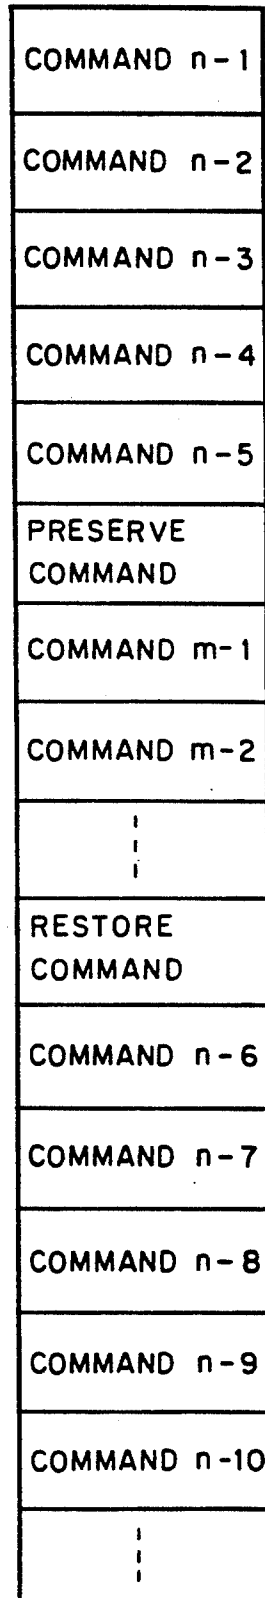 COMMAND n-1
COMMAND n-2
COMMAND n-3
COMMAND n-4
COMMAND n-5
PRESERVE
COMMAND
COMMAND m-1
COMMAND m-2
RESTORE
COMMAND
COMMAND n-6
COMMAND n-7
COMMAND n-8
COMMAND n-9
COMMAND n-10